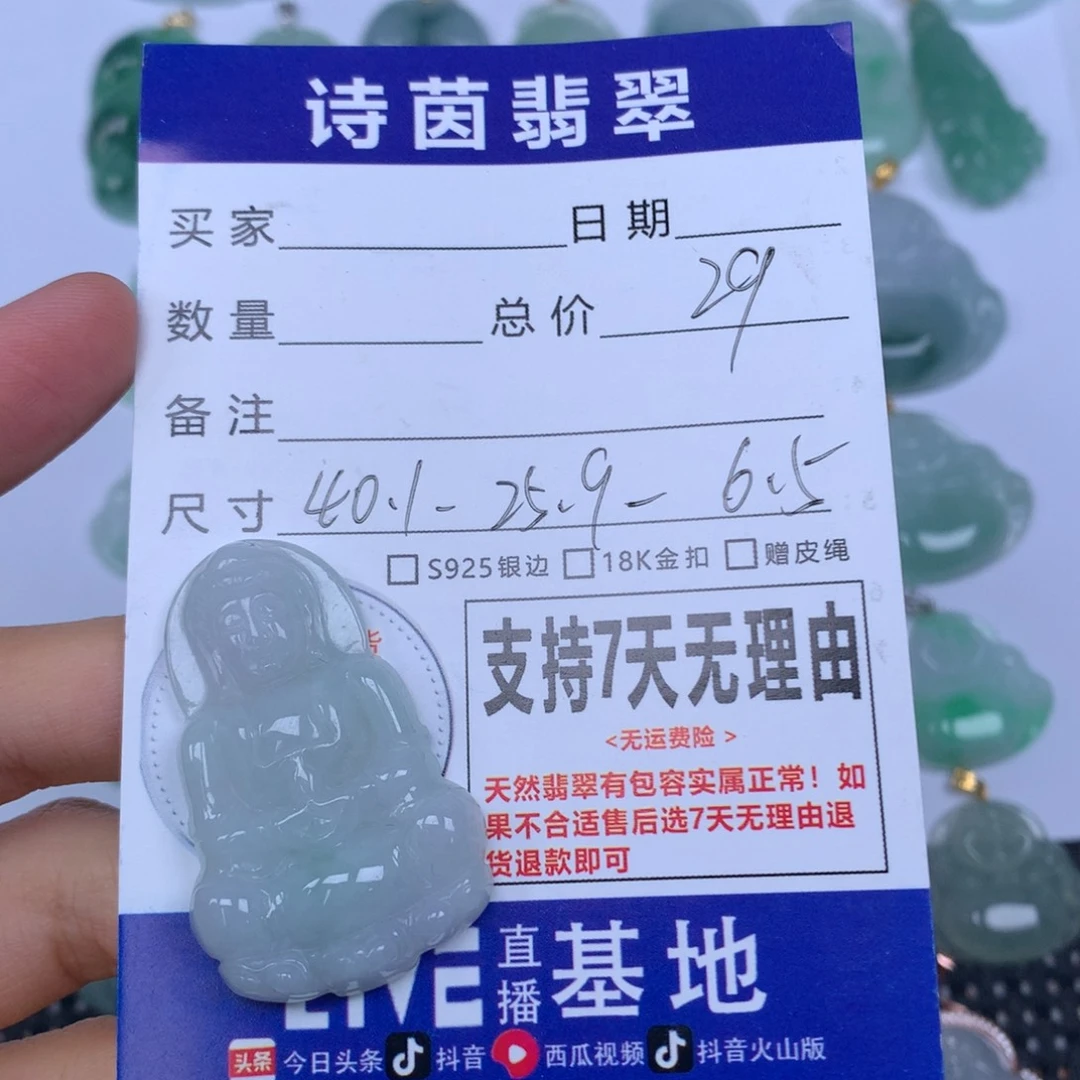 诗茵翡翠
买家 日期
数量 总价 29
备注
尺寸 40.1-25.9-6.5
S925银边 18K金扣 赠皮绳
支持7天无理由
<无运费险>
天然翡翠有包容实属正常！如
果不合适售后选7天无理由退
货退款即可
LIVE 直播 基地
头条 今日头条 抖音 西瓜视频 抖音火山版